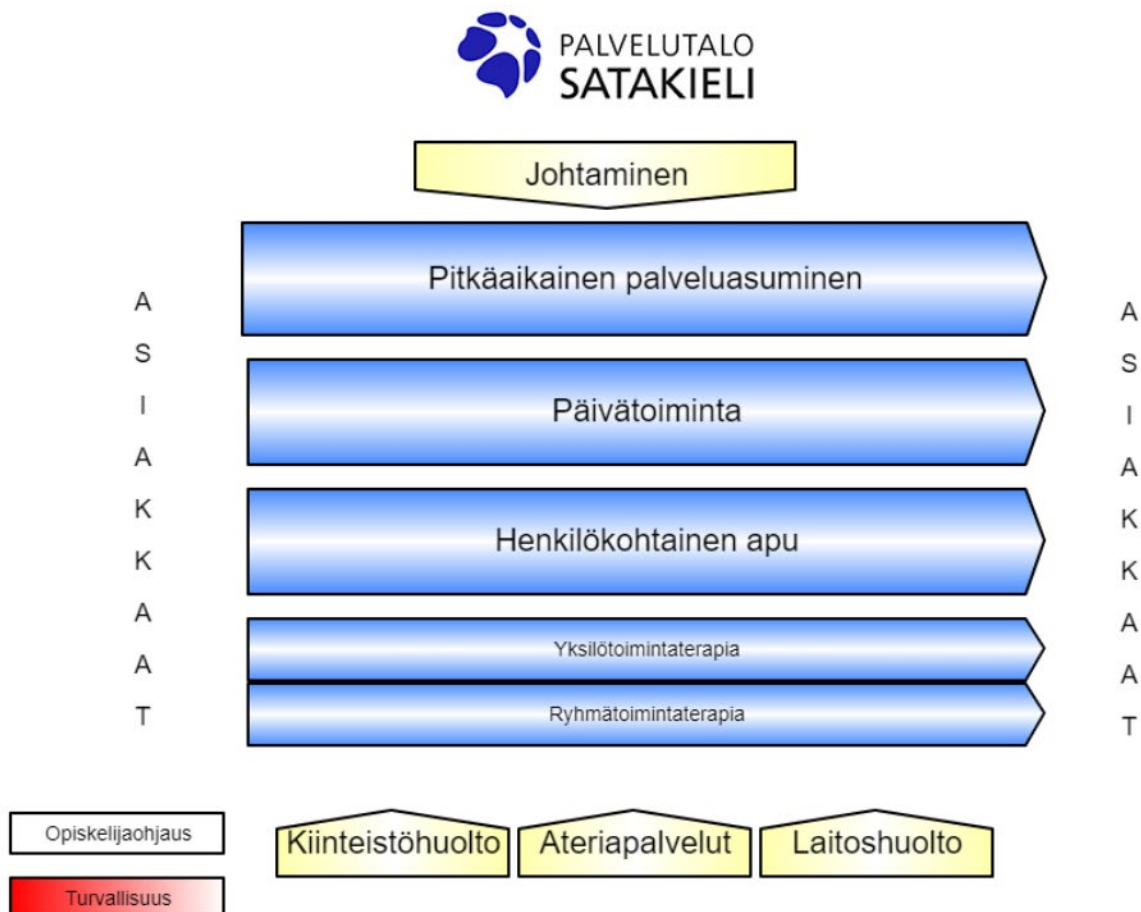 PALVELUTALO
SATAKIELI
Johtaminen
Pitkäaikainen palveluasuminen
Päivätoiminta
Henkilökohtainen apu
Yksilötoimintaterapia
Ryhmätoimintaterapia
A
S
I
A
K
K
A
A
T
A
S
I
A
K
K
A
A
T
Opiskelijaohjaus
Turvallisuus
Kiinteistöhuolto
Ateriapalvelut
Laitoshuolto